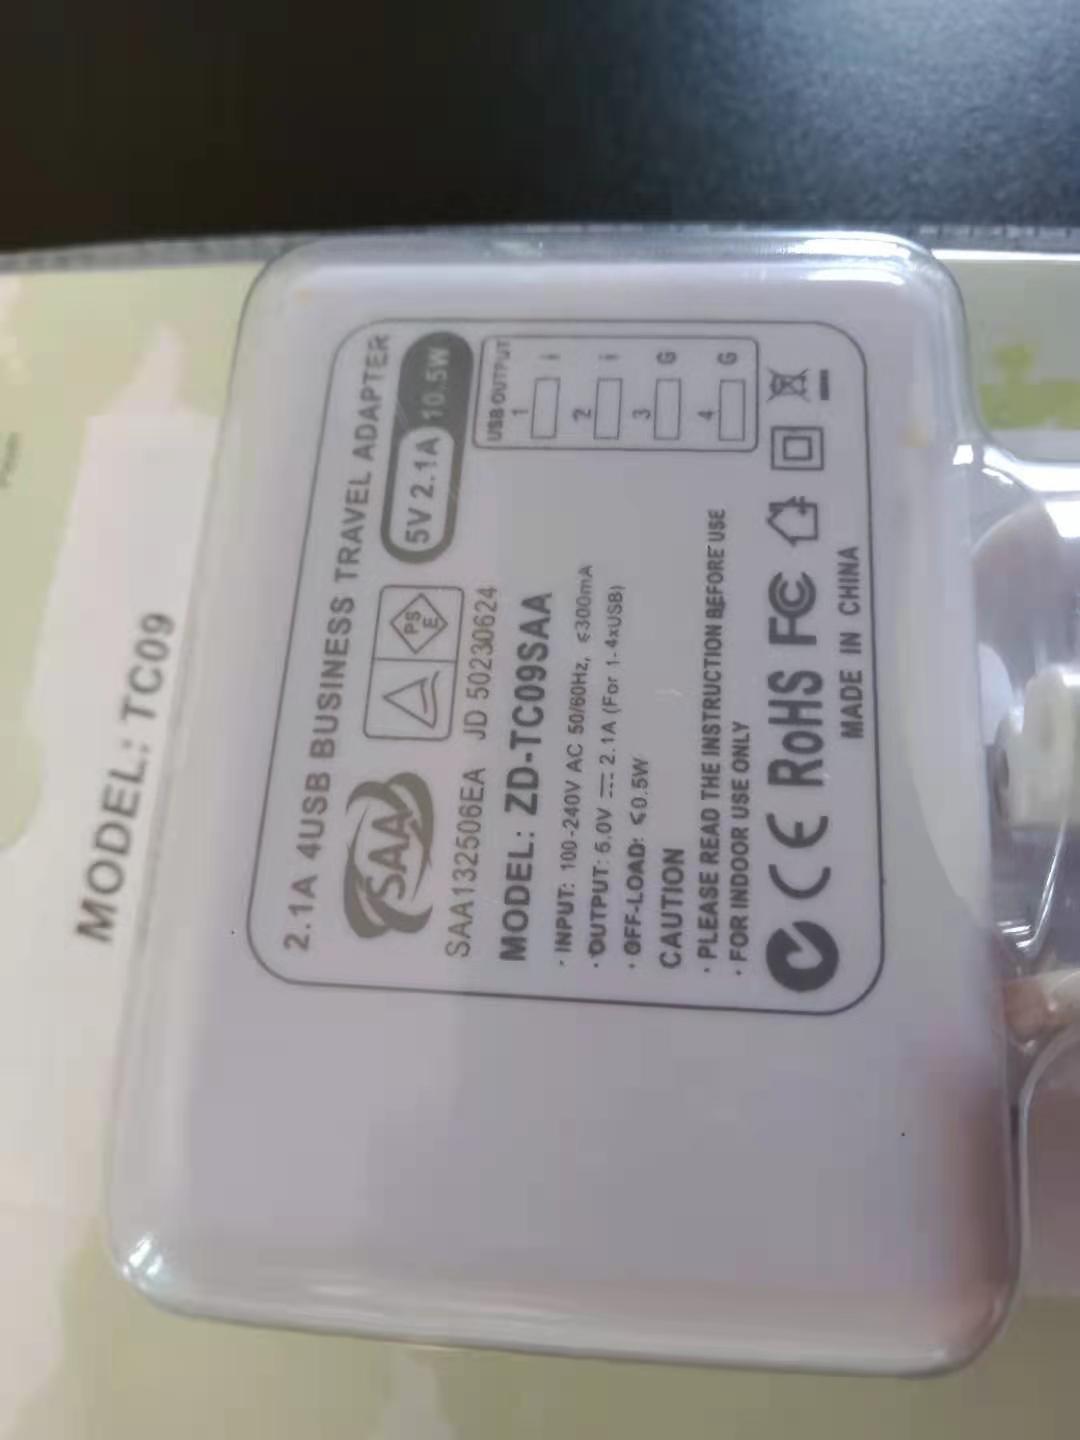 MODEL: TC09
2.1A 4USB BUSINESS TRAVEL ADAPTER
SAA
PS E
5V 2.1A 10.5W
SAA132506EA JD 50230624
MODEL: ZD-TC09SAA
· INPUT: 100-240V AC 50/60Hz, ≤300mA
· OUTPUT: 5.0V ⎓ 2.1A (For 1-4xUSB)
· OFF-LOAD: ≤0.5W
USB OUTPUT
1 i
2 i
3 G
4 G
CAUTION
· PLEASE READ THE INSTRUCTION BEFORE USE
· FOR INDOOR USE ONLY
CE RoHS FC
MADE IN CHINA